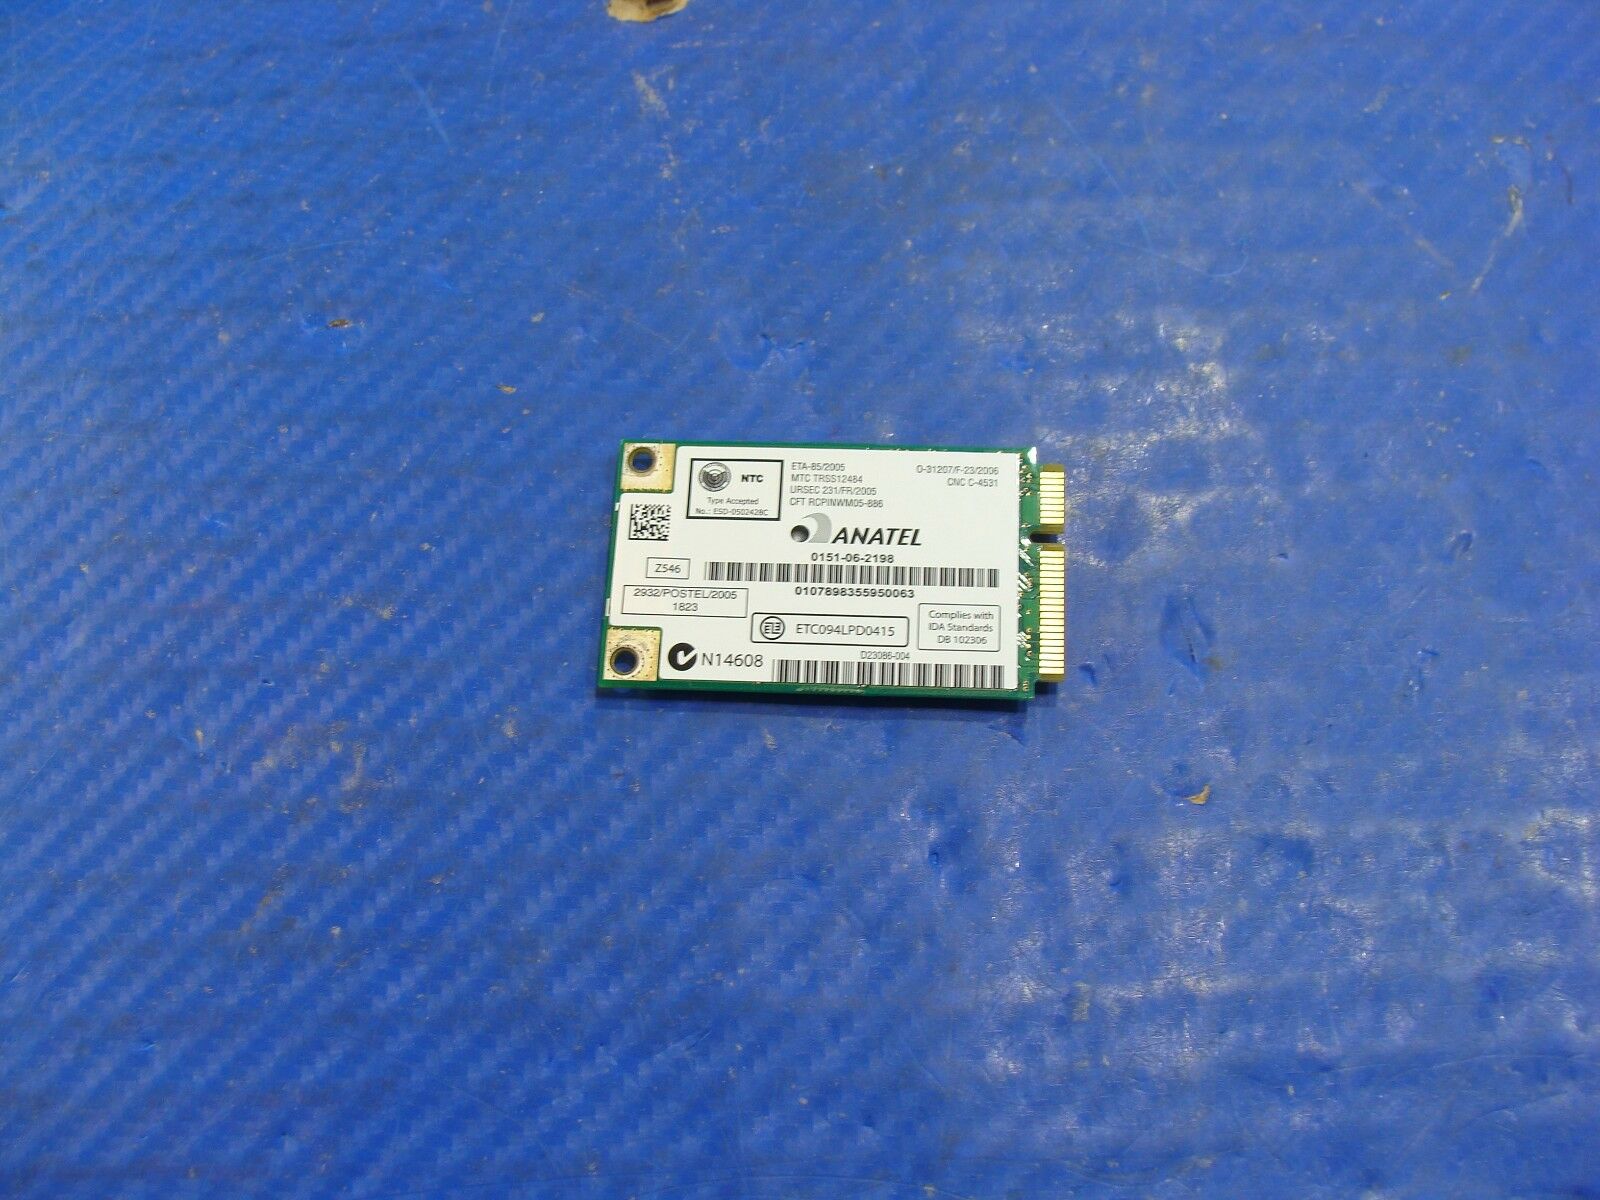 NTC
Type Accepted
No.: ESD-0502428C
ETA-85/2005
MTC TRSS12484
URSEC 231/FR/2005
CFT RCPINWM05-886
O-31207/F-23/2006
CNC C-4531
ANATEL
0151-06-2198
Z546
0107898355950063
2932/POSTEL/2005
1823
ETC094LPD0415
Complies with
IDA Standards
DB 102306
N14608
D23086-004